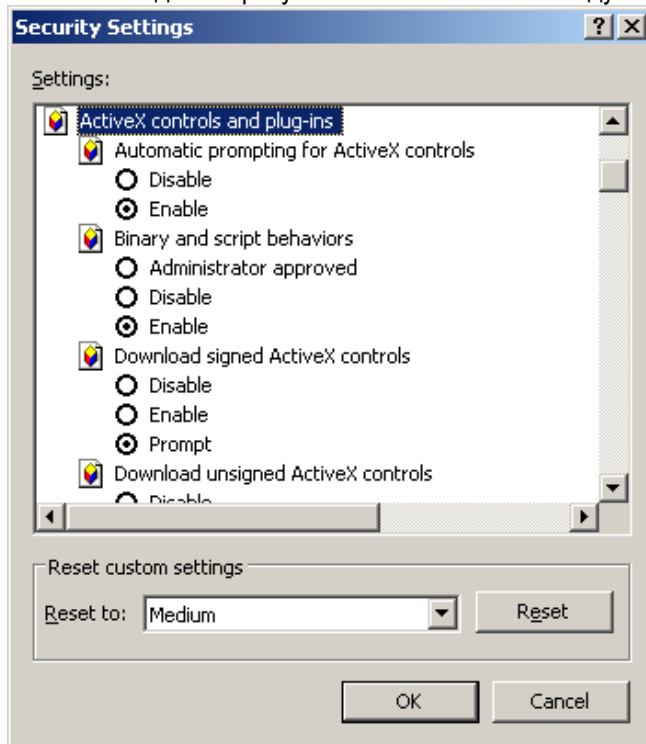 Security Settings
Settings:
ActiveX controls and plug-ins
Automatic prompting for ActiveX controls
Disable
Enable
Binary and script behaviors
Administrator approved
Disable
Enable
Download signed ActiveX controls
Disable
Enable
Prompt
Download unsigned ActiveX controls
Disable
Reset custom settings
Reset to: Medium Reset
OK Cancel